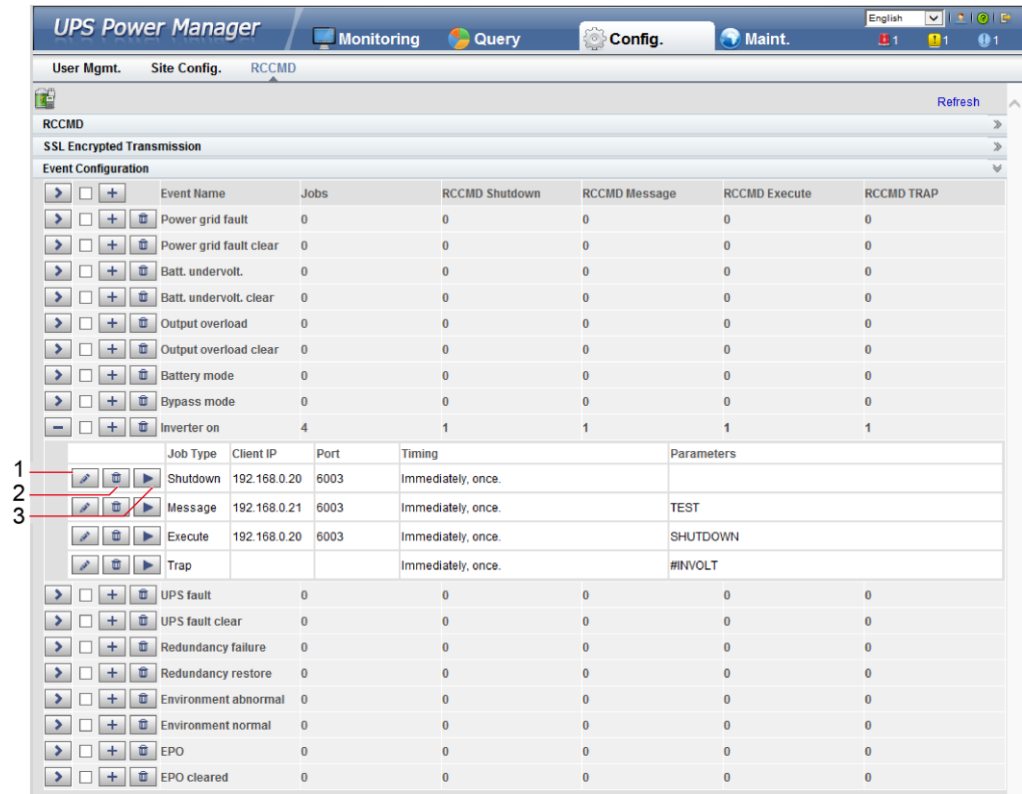 UPS Power Manager
Monitoring Query Config. Maint.
English
1 1 1
User Mgmt. Site Config. RCCMD
Refresh
RCCMD
SSL Encrypted Transmission
Event Configuration
Event Name Jobs RCCMD Shutdown RCCMD Message RCCMD Execute RCCMD TRAP
Power grid fault 0 0 0 0 0
Power grid fault clear 0 0 0 0 0
Batt. undervolt. 0 0 0 0 0
Batt. undervolt. clear 0 0 0 0 0
Output overload 0 0 0 0 0
Output overload clear 0 0 0 0 0
Battery mode 0 0 0 0 0
Bypass mode 0 0 0 0 0
Inverter on 4 1 1 1 1
Job Type Client IP Port Timing Parameters
1
Shutdown 192.168.0.20 6003 Immediately, once.
2
3
Message 192.168.0.21 6003 Immediately, once. TEST
Execute 192.168.0.20 6003 Immediately, once. SHUTDOWN
Trap Immediately, once. #INVOLT
UPS fault 0 0 0 0 0
UPS fault clear 0 0 0 0 0
Redundancy failure 0 0 0 0 0
Redundancy restore 0 0 0 0 0
Environment abnormal 0 0 0 0 0
Environment normal 0 0 0 0 0
EPO 0 0 0 0 0
EPO cleared 0 0 0 0 0